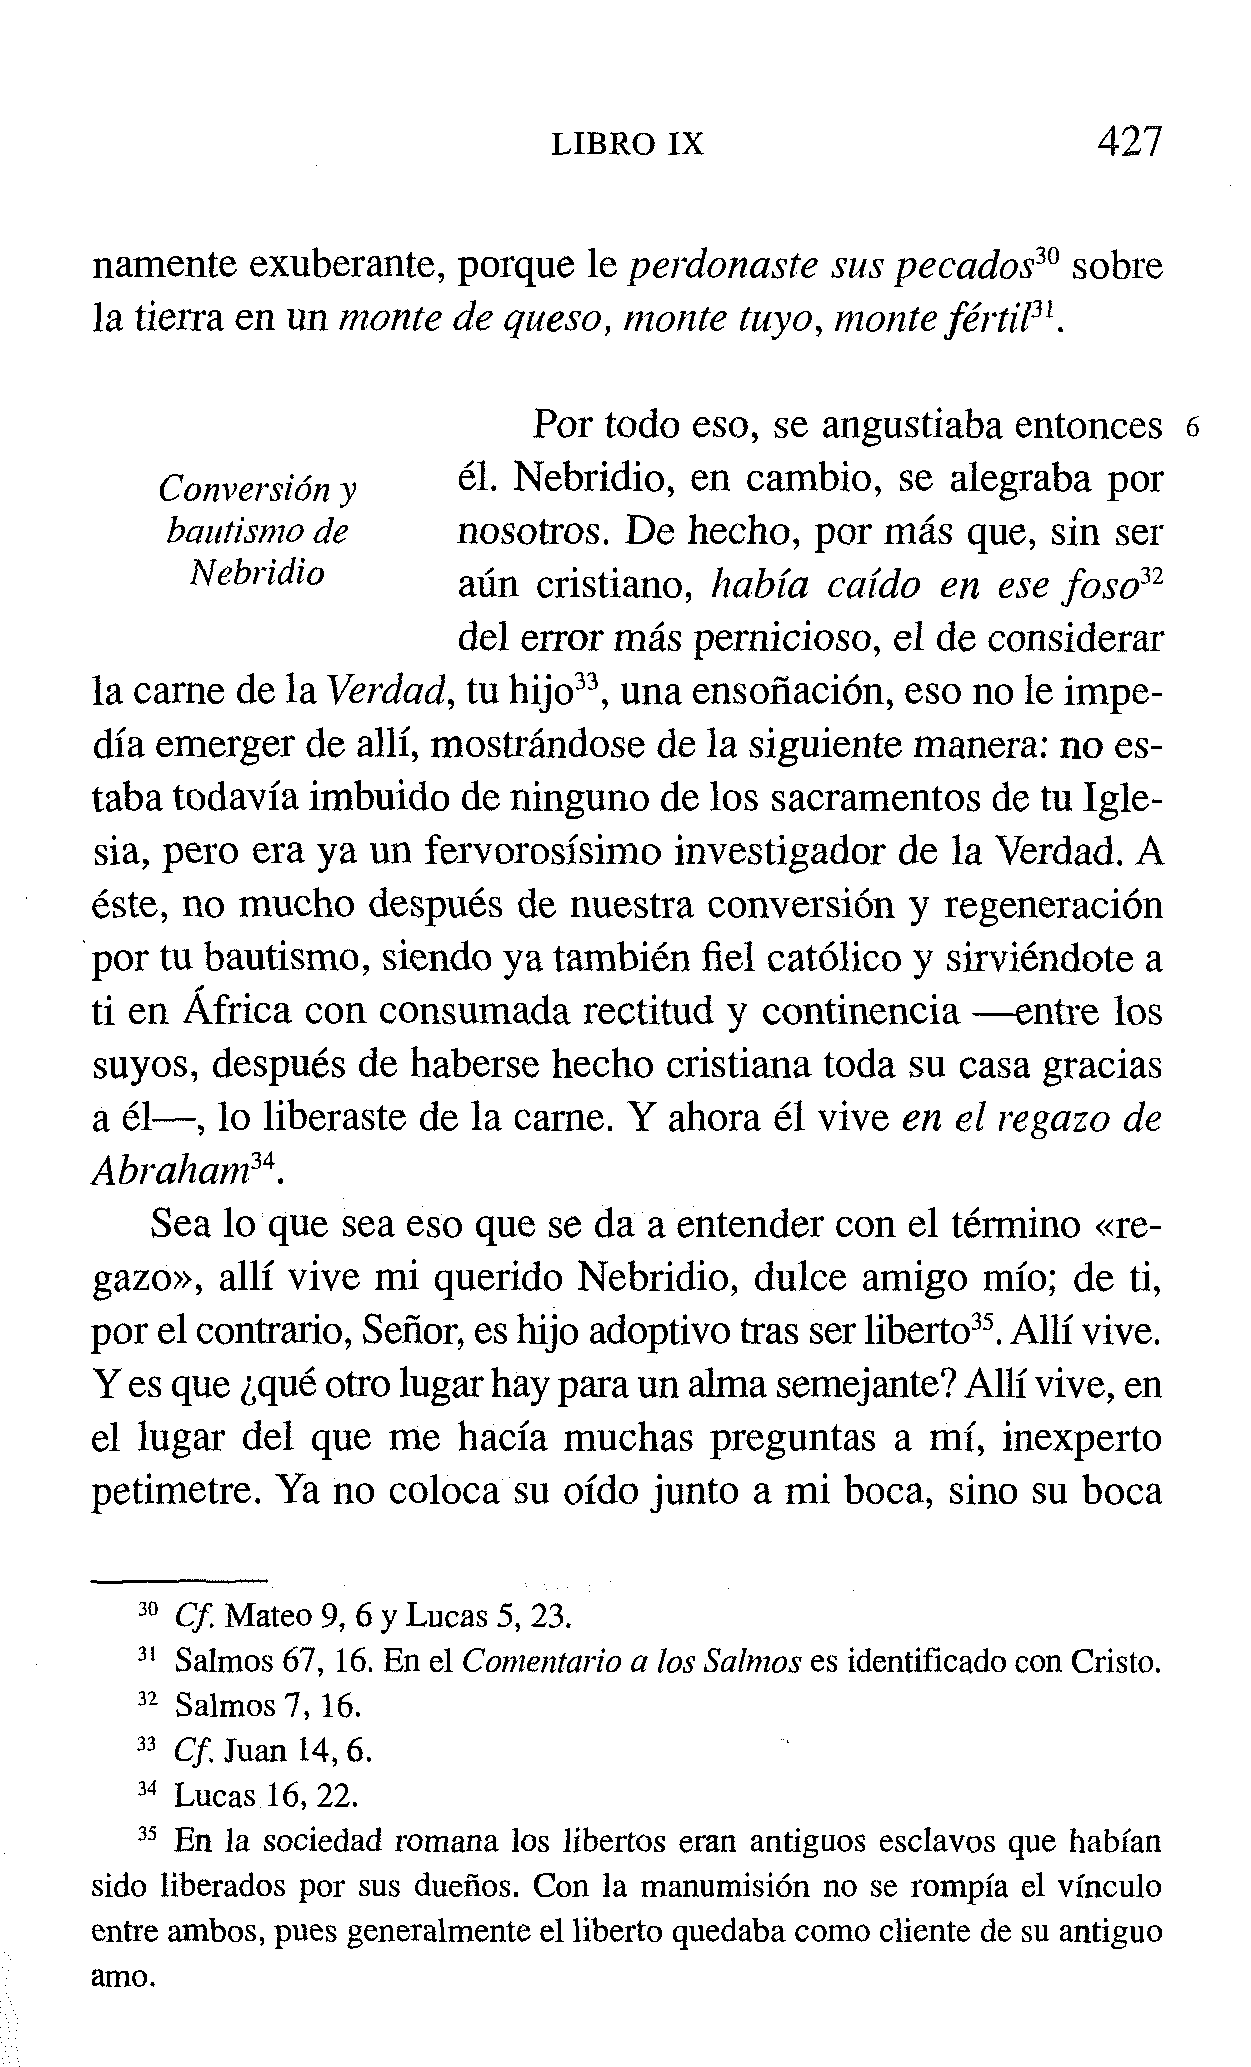 LIBRO IX 427
namente exuberante, porque le perdonaste sus pecados³⁰ sobre
la tierra en un monte de queso, monte tuyo, monte fértil³¹.
Por todo eso, se angustiaba entonces 6
Conversión y
bautismo de
Nebridio
él. Nebridio, en cambio, se alegraba por
nosotros. De hecho, por más que, sin ser
aún cristiano, había caído en ese foso³²
del error más pernicioso, el de considerar
la carne de la Verdad, tu hijo³³, una ensoñación, eso no le impe-
día emerger de allí, mostrándose de la siguiente manera: no es-
taba todavía imbuido de ninguno de los sacramentos de tu Igle-
sia, pero era ya un fervorosísimo investigador de la Verdad. A
éste, no mucho después de nuestra conversión y regeneración
por tu bautismo, siendo ya también fiel católico y sirviéndote a
ti en África con consumada rectitud y continencia —entre los
suyos, después de haberse hecho cristiana toda su casa gracias
a él—, lo liberaste de la carne. Y ahora él vive en el regazo de
Abraham³⁴.
Sea lo que sea eso que se da a entender con el término «re-
gazo», allí vive mi querido Nebridio, dulce amigo mío; de ti,
por el contrario, Señor, es hijo adoptivo tras ser liberto³⁵. Allí vive.
Y es que ¿qué otro lugar hay para un alma semejante? Allí vive, en
el lugar del que me hacía muchas preguntas a mí, inexperto
petimetre. Ya no coloca su oído junto a mi boca, sino su boca
³⁰ Cf. Mateo 9, 6 y Lucas 5, 23.
³¹ Salmos 67, 16. En el Comentario a los Salmos es identificado con Cristo.
³² Salmos 7, 16.
³³ Cf. Juan 14, 6.
³⁴ Lucas 16, 22.
³⁵ En la sociedad romana los libertos eran antiguos esclavos que habían
sido liberados por sus dueños. Con la manumisión no se rompía el vínculo
entre ambos, pues generalmente el liberto quedaba como cliente de su antiguo
amo.